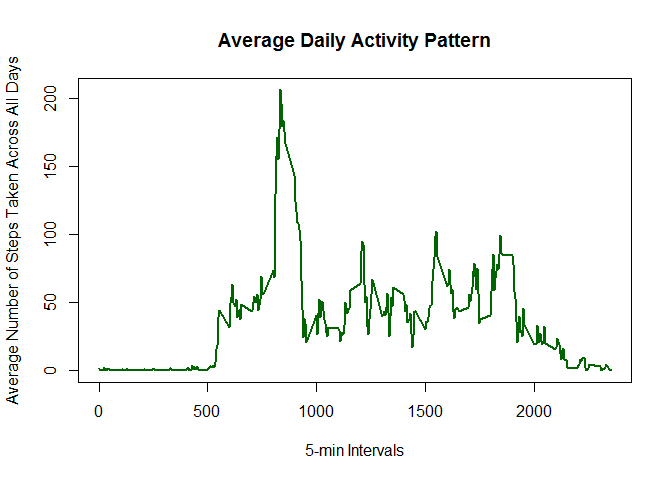 Average Daily Activity Pattern
Average Number of Steps Taken Across All Days
200
150
100
50
0
0 500 1000 1500 2000
5-min Intervals